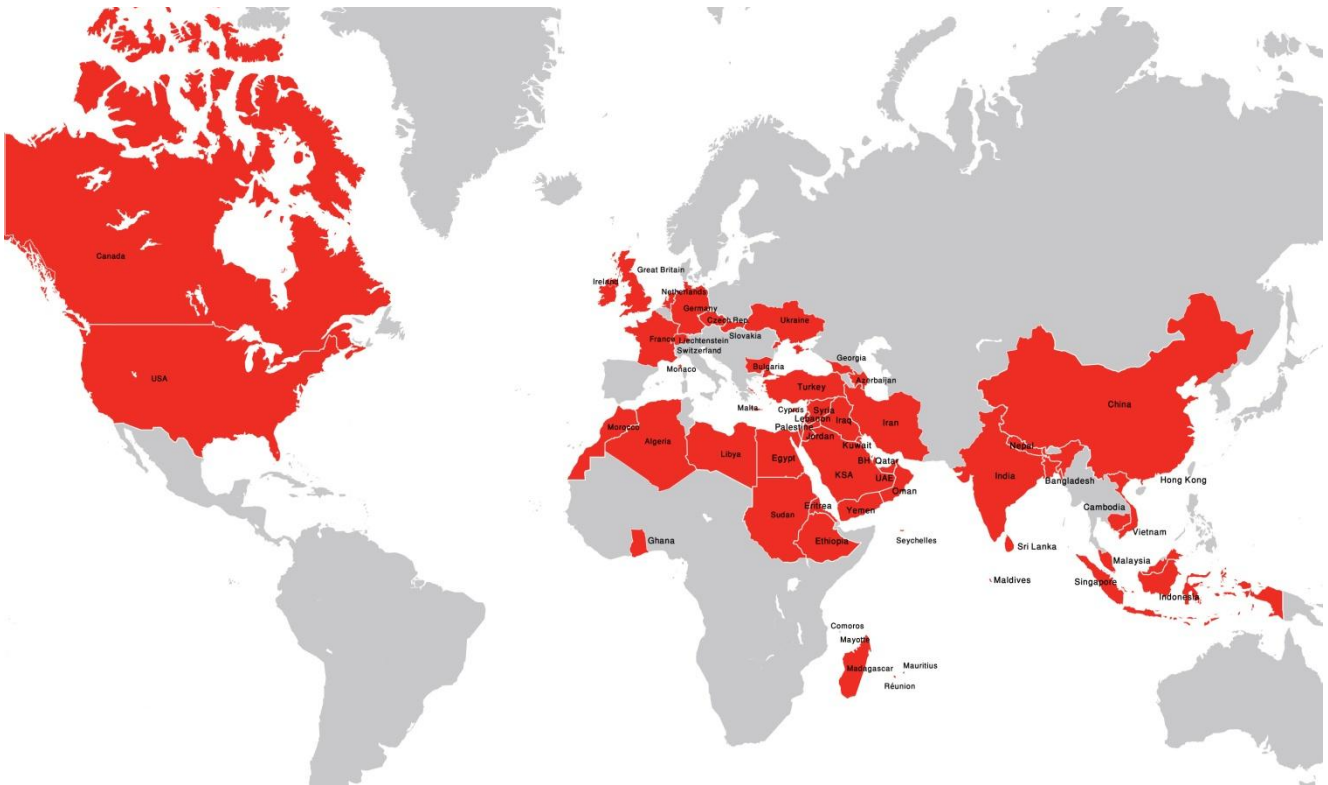 Canada
USA
Great Britain
Ireland
Netherlands
Germany
Czech Rep.
Ukraine
Slovakia
France
Liechtenstein
Switzerland
Monaco
Bulgaria
Georgia
Azerbaijan
Turkey
Malta
Cyprus
Syria
Lebanon
Iraq
Iran
Palestine
Jordan
Morocco
Algeria
Libya
Egypt
Kuwait
BH
Qatar
KSA
UAE
Oman
Yemen
Eritrea
Sudan
Ethiopia
Ghana
Seychelles
Comoros
Mayotte
Madagascar
Mauritius
Réunion
China
Nepal
India
Bangladesh
Hong Kong
Cambodia
Vietnam
Sri Lanka
Malaysia
Maldives
Singapore
Indonesia